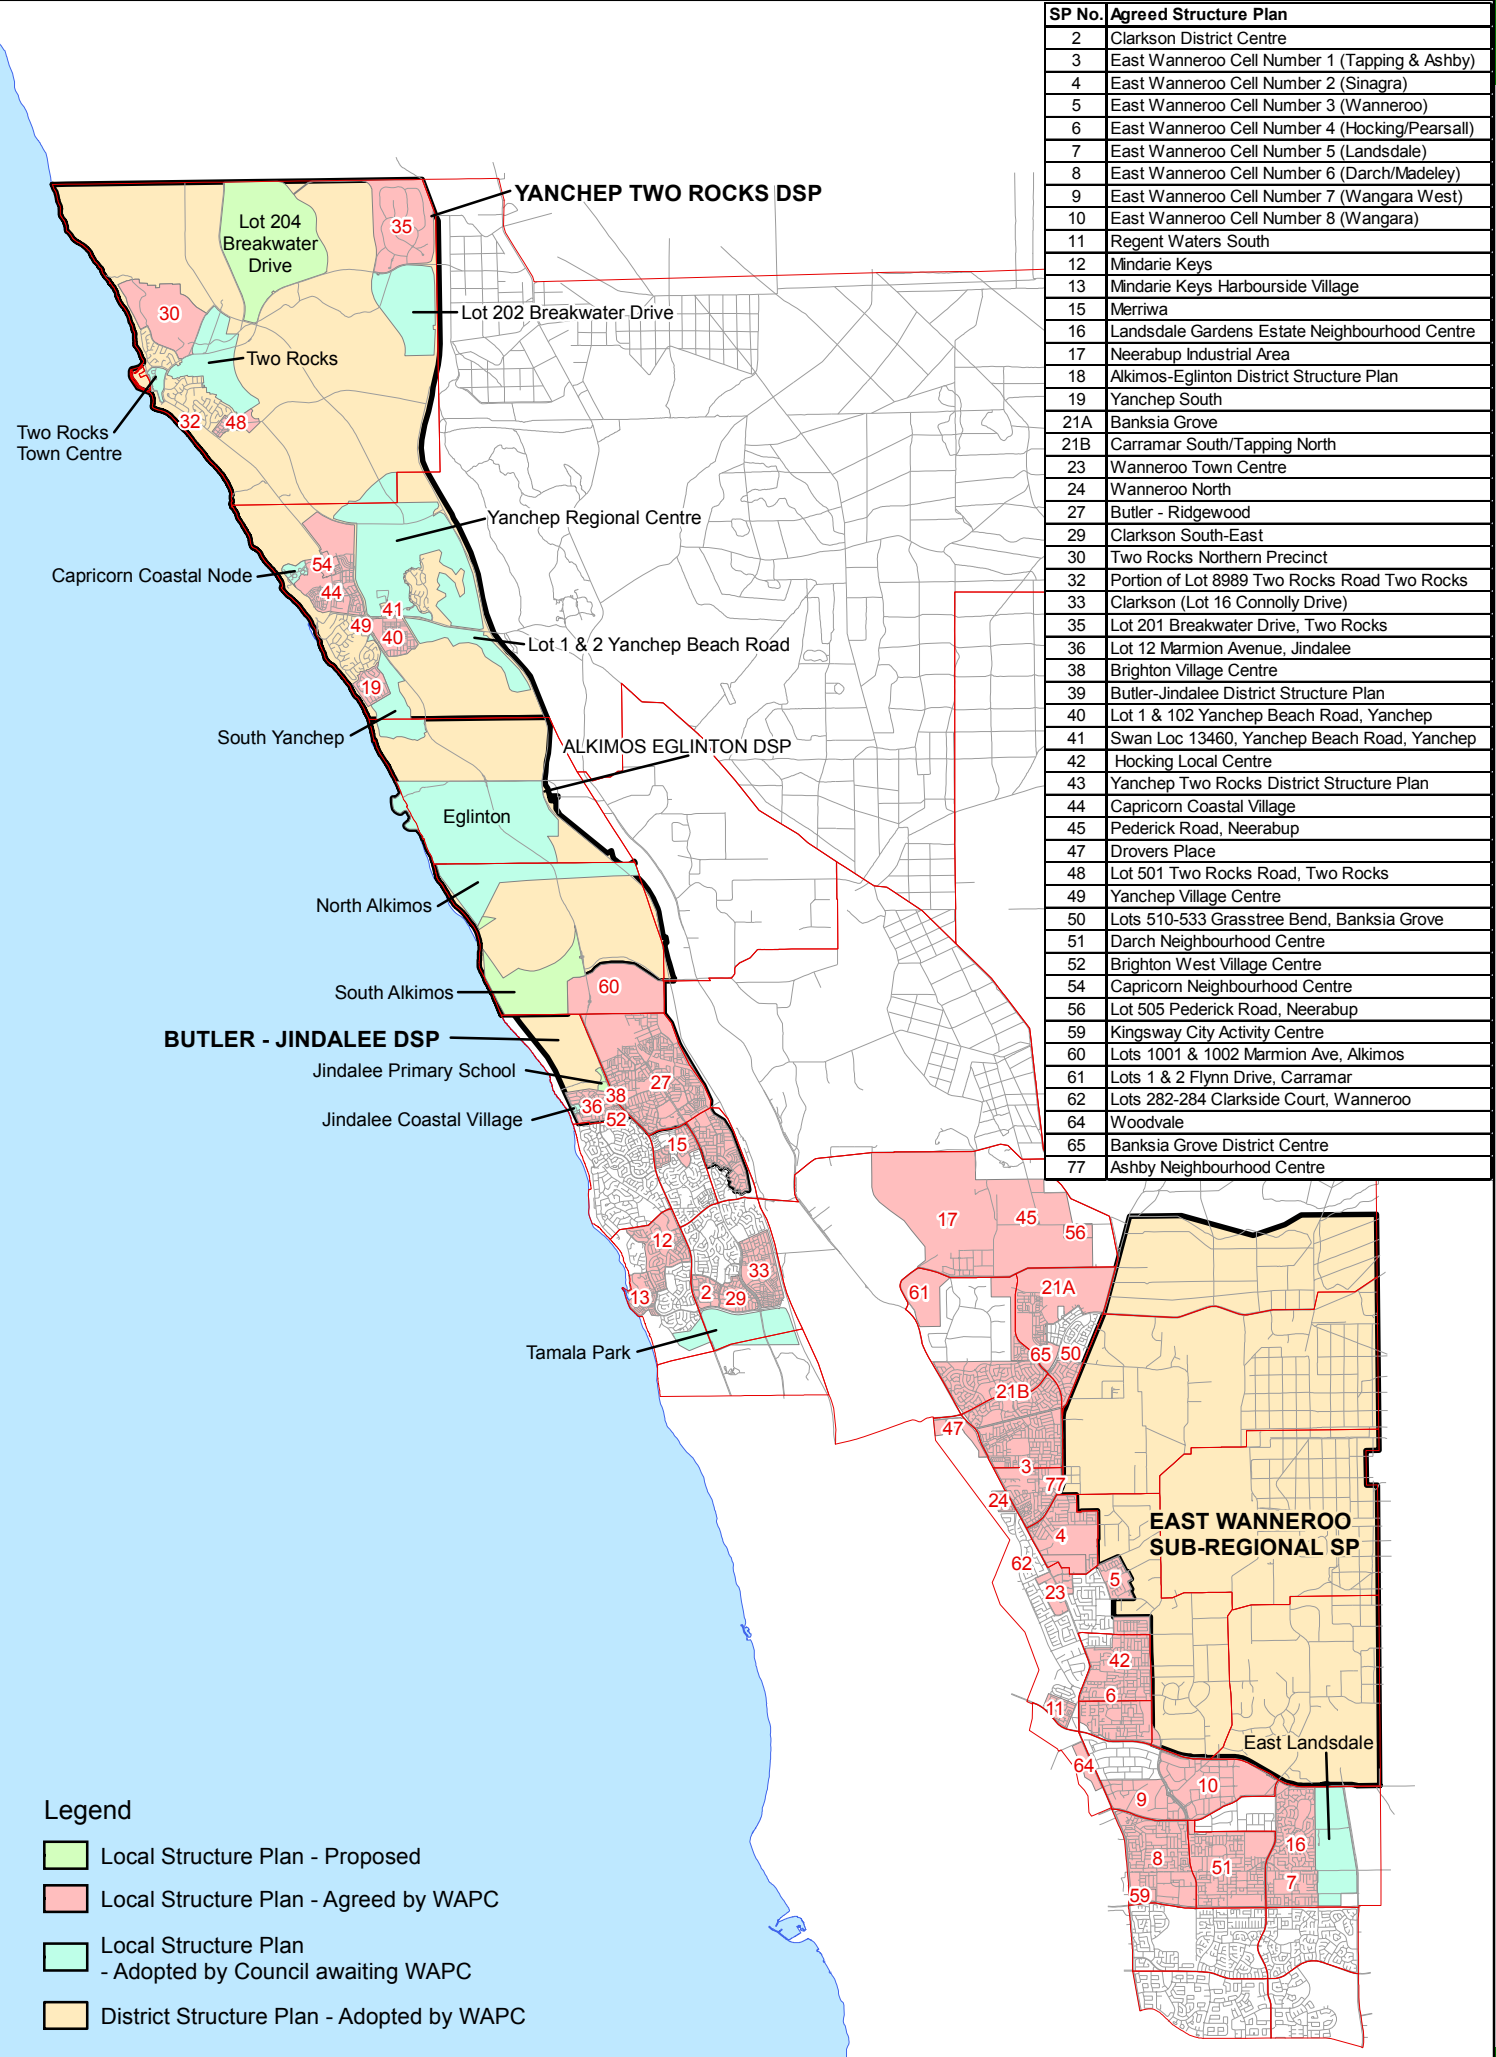 SP No. Agreed Structure Plan
2 Clarkson District Centre
3 East Wanneroo Cell Number 1 (Tapping & Ashby)
4 East Wanneroo Cell Number 2 (Sinagra)
5 East Wanneroo Cell Number 3 (Wanneroo)
6 East Wanneroo Cell Number 4 (Hocking/Pearsall)
7 East Wanneroo Cell Number 5 (Landsdale)
8 East Wanneroo Cell Number 6 (Darch/Madeley)
9 East Wanneroo Cell Number 7 (Wangara West)
10 East Wanneroo Cell Number 8 (Wangara)
11 Regent Waters South
12 Mindarie Keys
13 Mindarie Keys Harbourside Village
15 Merriwa
16 Landsdale Gardens Estate Neighbourhood Centre
17 Neerabup Industrial Area
18 Alkimos-Eglinton District Structure Plan
19 Yanchep South
21A Banksia Grove
21B Carramar South/Tapping North
23 Wanneroo Town Centre
24 Wanneroo North
27 Butler - Ridgewood
29 Clarkson South-East
30 Two Rocks Northern Precinct
32 Portion of Lot 8989 Two Rocks Road Two Rocks
33 Clarkson (Lot 16 Connolly Drive)
35 Lot 201 Breakwater Drive, Two Rocks
36 Lot 12 Marmion Avenue, Jindalee
38 Brighton Village Centre
39 Butler-Jindalee District Structure Plan
40 Lot 1 & 102 Yanchep Beach Road, Yanchep
41 Swan Loc 13460, Yanchep Beach Road, Yanchep
42 Hocking Local Centre
43 Yanchep Two Rocks District Structure Plan
44 Capricorn Coastal Village
45 Pederick Road, Neerabup
47 Drovers Place
48 Lot 501 Two Rocks Road, Two Rocks
49 Yanchep Village Centre
50 Lots 510-533 Grasstree Bend, Banksia Grove
51 Darch Neighbourhood Centre
52 Brighton West Village Centre
54 Capricorn Neighbourhood Centre
56 Lot 505 Pederick Road, Neerabup
59 Kingsway City Activity Centre
60 Lots 1001 & 1002 Marmion Ave, Alkimos
61 Lots 1 & 2 Flynn Drive, Carramar
62 Lots 282-284 Clarkside Court, Wanneroo
64 Woodvale
65 Banksia Grove District Centre
77 Ashby Neighbourhood Centre
YANCHEP TWO ROCKS DSP
Lot 204
Breakwater
Drive
35
30
Lot 202 Breakwater Drive
Two Rocks
32
48
Two Rocks
Town Centre
Yanchep Regional Centre
54
Capricorn Coastal Node
44
41
49
40
Lot 1 & 2 Yanchep Beach Road
19
South Yanchep
ALKIMOS EGLINTON DSP
Eglinton
North Alkimos
60
South Alkimos
BUTLER - JINDALEE DSP
Jindalee Primary School
27
38
36
Jindalee Coastal Village
52
15
12
33
13
2
29
Tamala Park
17
45
56
61
21A
65
50
21B
47
3
77
24
4
EAST WANNEROO
SUB-REGIONAL SP
62
5
23
42
6
11
East Landsdale
64
10
9
16
8
51
7
59
Legend
Local Structure Plan - Proposed
Local Structure Plan - Agreed by WAPC
Local Structure Plan
- Adopted by Council awaiting WAPC
District Structure Plan - Adopted by WAPC